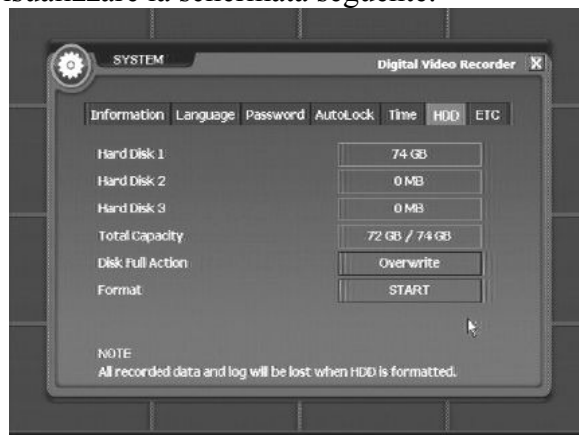 isualizzare la schermata seguente:
SYSTEM
Digital Video Recorder X
Information Language Password AutoLock Time HDD ETC
Hard Disk 1 74 GB
Hard Disk 2 0 MB
Hard Disk 3 0 MB
Total Capacity 72 GB / 74 GB
Disk Full Action Overwrite
Format START
NOTE
All recorded data and log will be lost when HDD is formatted.